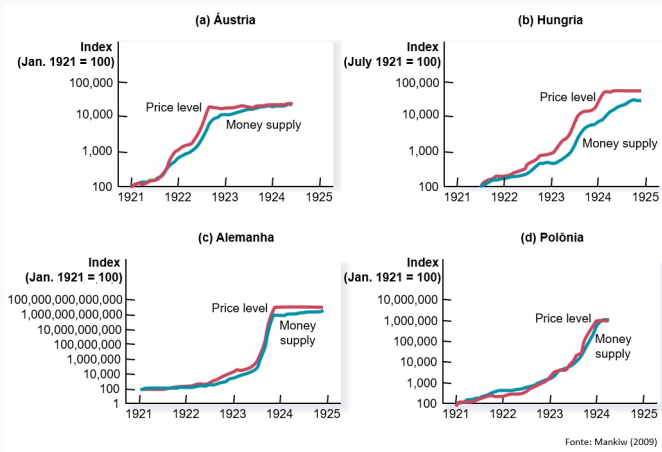 (a) Áustria
Index
(Jan. 1921 = 100)
100,000
10,000
1,000
100
Price level
Money supply
1921 1922 1923 1924 1925
(b) Hungria
Index
(July 1921 = 100)
100,000
10,000
1,000
100
Price level
Money supply
1921 1922 1923 1924 1925
(c) Alemanha
Index
(Jan. 1921 = 100)
100,000,000,000,000
1,000,000,000,000
10,000,000,000
100,000,000
1,000,000
10,000
100
1
Price level
Money
supply
1921 1922 1923 1924 1925
(d) Polônia
Index
(Jan. 1921 = 100)
10,000,000
1,000,000
100,000
10,000
1,000
100
Price level
Money
supply
1921 1922 1923 1924 1925
Fonte: Mankiw (2009)